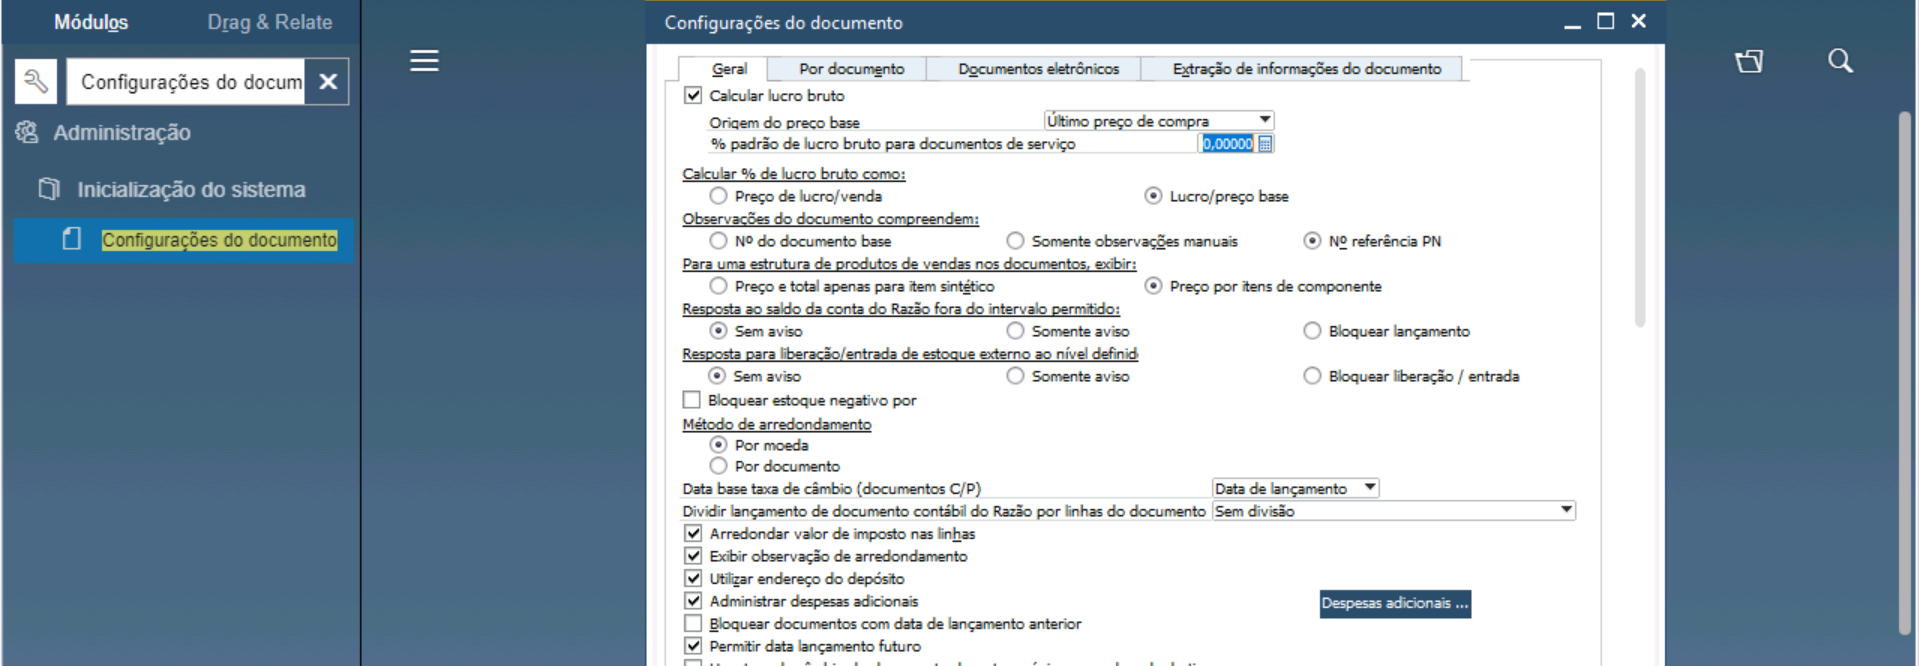 Módulos Drag & Relate
Configurações do docum
Administração
Inicialização do sistema
Configurações do documento
Configurações do documento
Geral Por documento Documentos eletrônicos Extração de informações do documento
Calcular lucro bruto
Origem do preço base Último preço de compra
% padrão de lucro bruto para documentos de serviço 0,00000
Calcular % de lucro bruto como:
Preço de lucro/venda Lucro/preço base
Observações do documento compreendem:
Nº do documento base Somente observações manuais Nº referência PN
Para uma estrutura de produtos de vendas nos documentos, exibir:
Preço e total apenas para item sintético Preço por itens de componente
Resposta ao saldo da conta do Razão fora do intervalo permitido:
Sem aviso Somente aviso Bloquear lançamento
Resposta para liberação/entrada de estoque externo ao nível definid
Sem aviso Somente aviso Bloquear liberação / entrada
Bloquear estoque negativo por
Método de arredondamento
Por moeda
Por documento
Data base taxa de câmbio (documentos C/P) Data de lançamento
Dividir lançamento de documento contábil do Razão por linhas do documento Sem divisão
Arredondar valor de imposto nas linhas
Exibir observação de arredondamento
Utilizar endereço do depósito
Administrar despesas adicionais Despesas adicionais ...
Bloquear documentos com data de lançamento anterior
Permitir data lançamento futuro